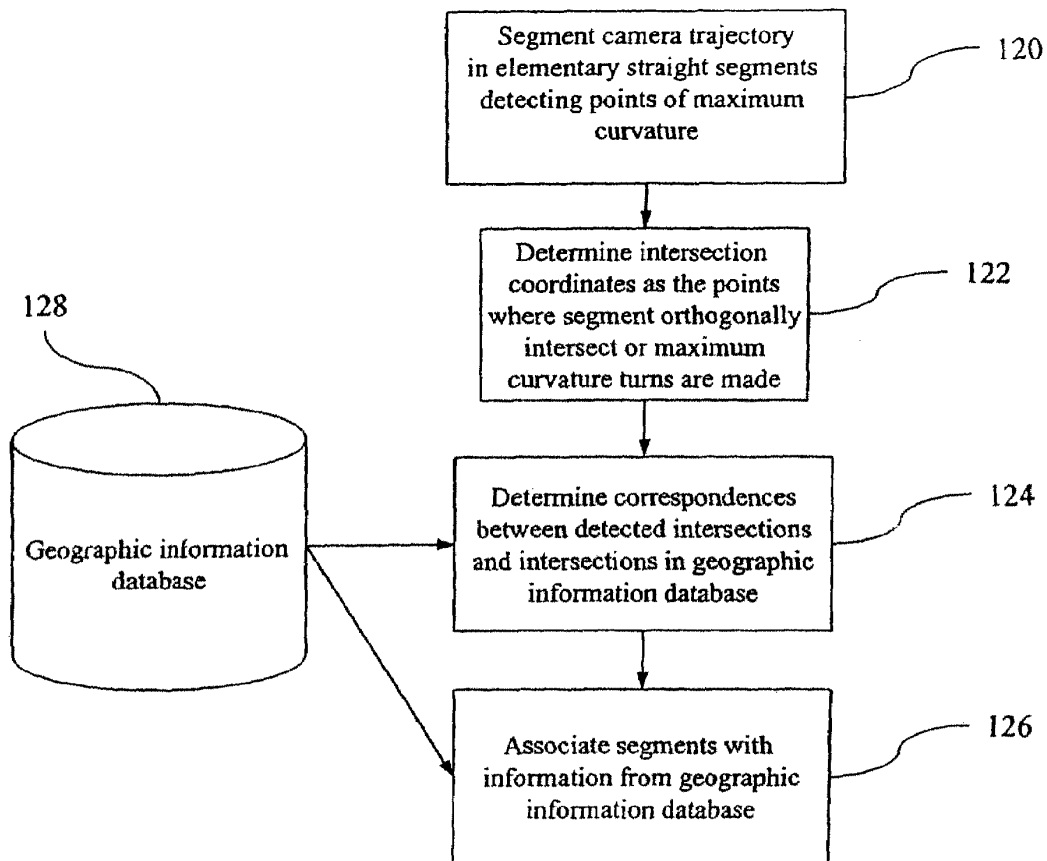 Segment camera trajectory
in elementary straight segments
detecting points of maximum
curvature
120
Determine intersection
coordinates as the points
where segment orthogonally
intersect or maximum
curvature turns are made
122
128
Geographic information
database
Determine correspondences
between detected intersections
and intersections in geographic
information database
124
Associate segments with
information from geographic
information database
126